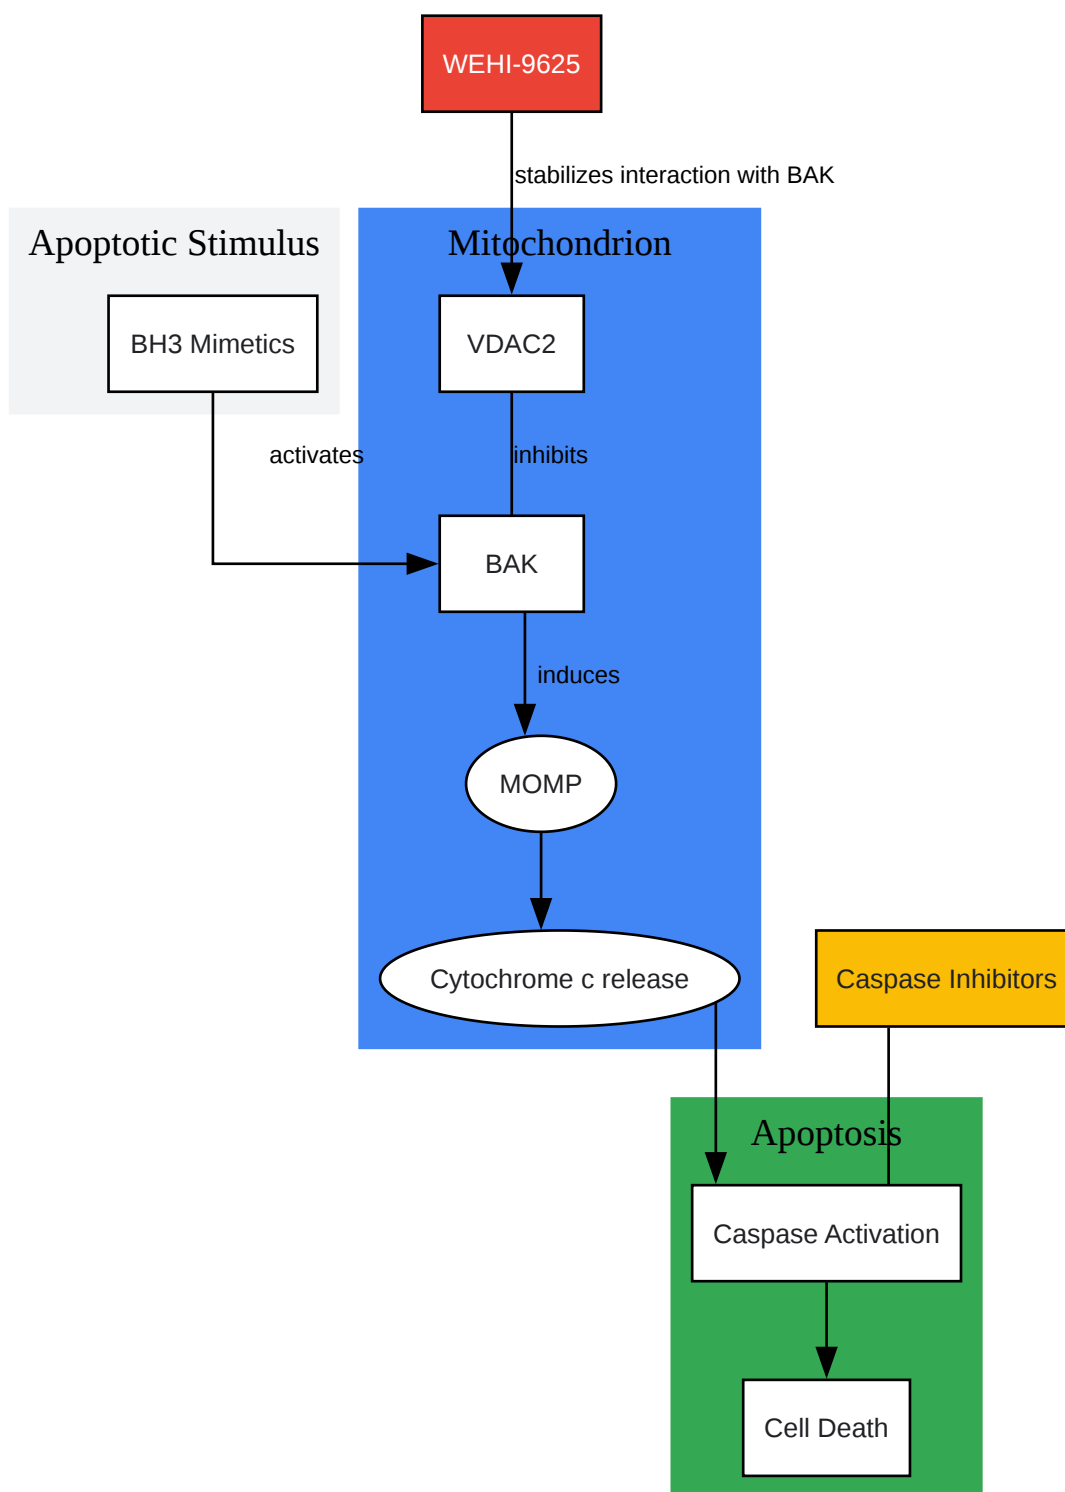 WEHI-9625
stabilizes interaction with BAK
Apoptotic Stimulus
Mitochondrion
BH3 Mimetics
VDAC2
activates
inhibits
BAK
induces
MOMP
Cytochrome c release
Caspase Inhibitors
Apoptosis
Caspase Activation
Cell Death